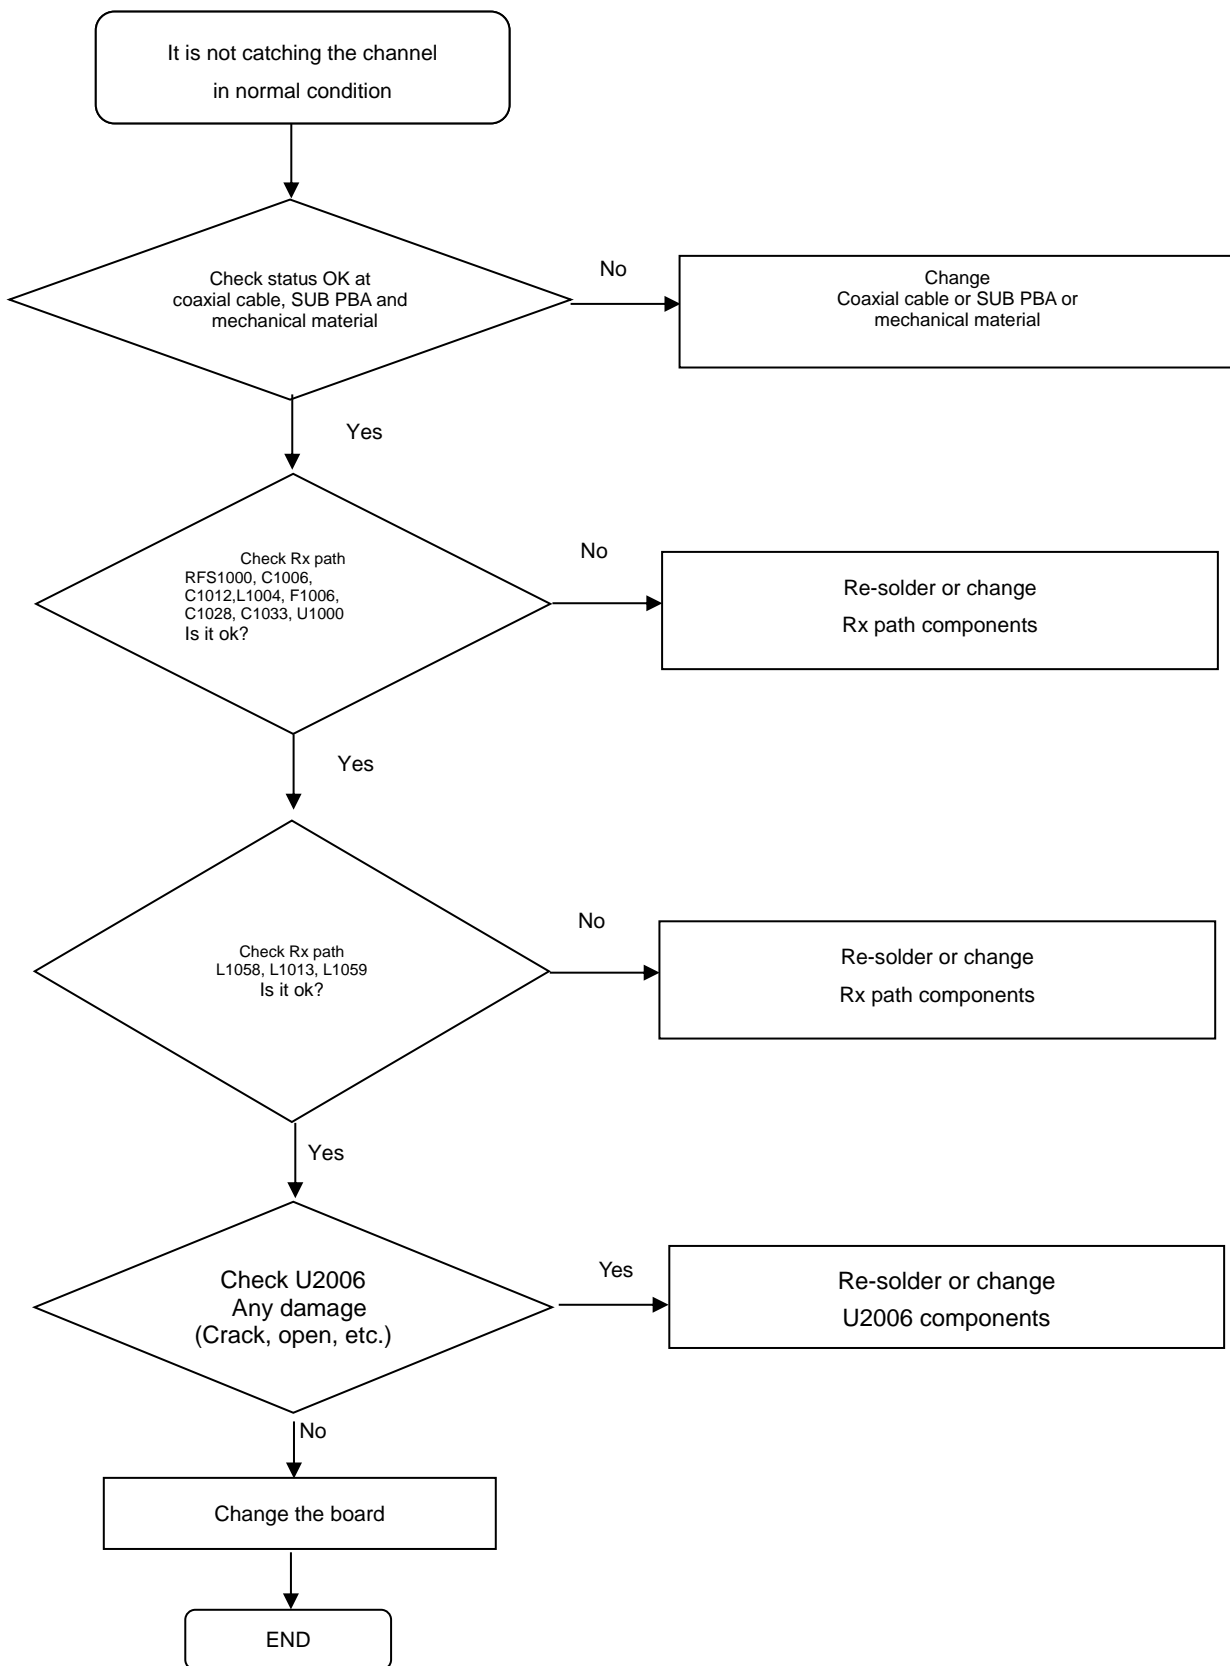 It is not catching the channel
in normal condition
Check status OK at
coaxial cable, SUB PBA and
mechanical material
No
Change
Coaxial cable or SUB PBA or
mechanical material
Yes
Check Rx path
RFS1000, C1006,
C1012,L1004, F1006,
C1028, C1033, U1000
Is it ok?
No
Re-solder or change
Rx path components
Yes
Check Rx path
L1058, L1013, L1059
Is it ok?
No
Re-solder or change
Rx path components
Yes
Check U2006
Any damage
(Crack, open, etc.)
Yes
Re-solder or change
U2006 components
No
Change the board
END